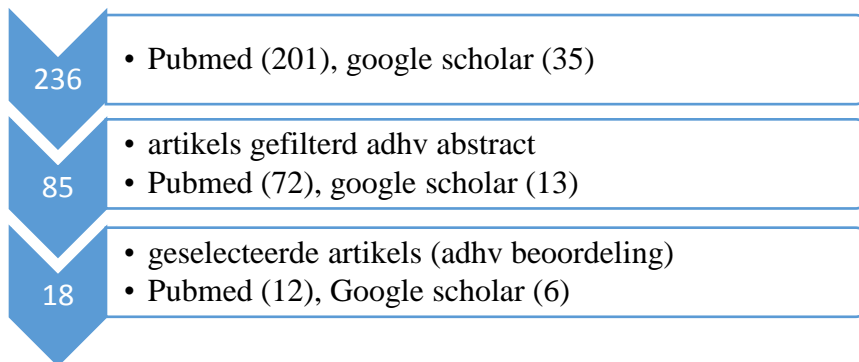 236
• Pubmed (201), google scholar (35)
85
• artikels gefilterd adhv abstract
• Pubmed (72), google scholar (13)
18
• geselecteerde artikels (adhv beoordeling)
• Pubmed (12), Google scholar (6)